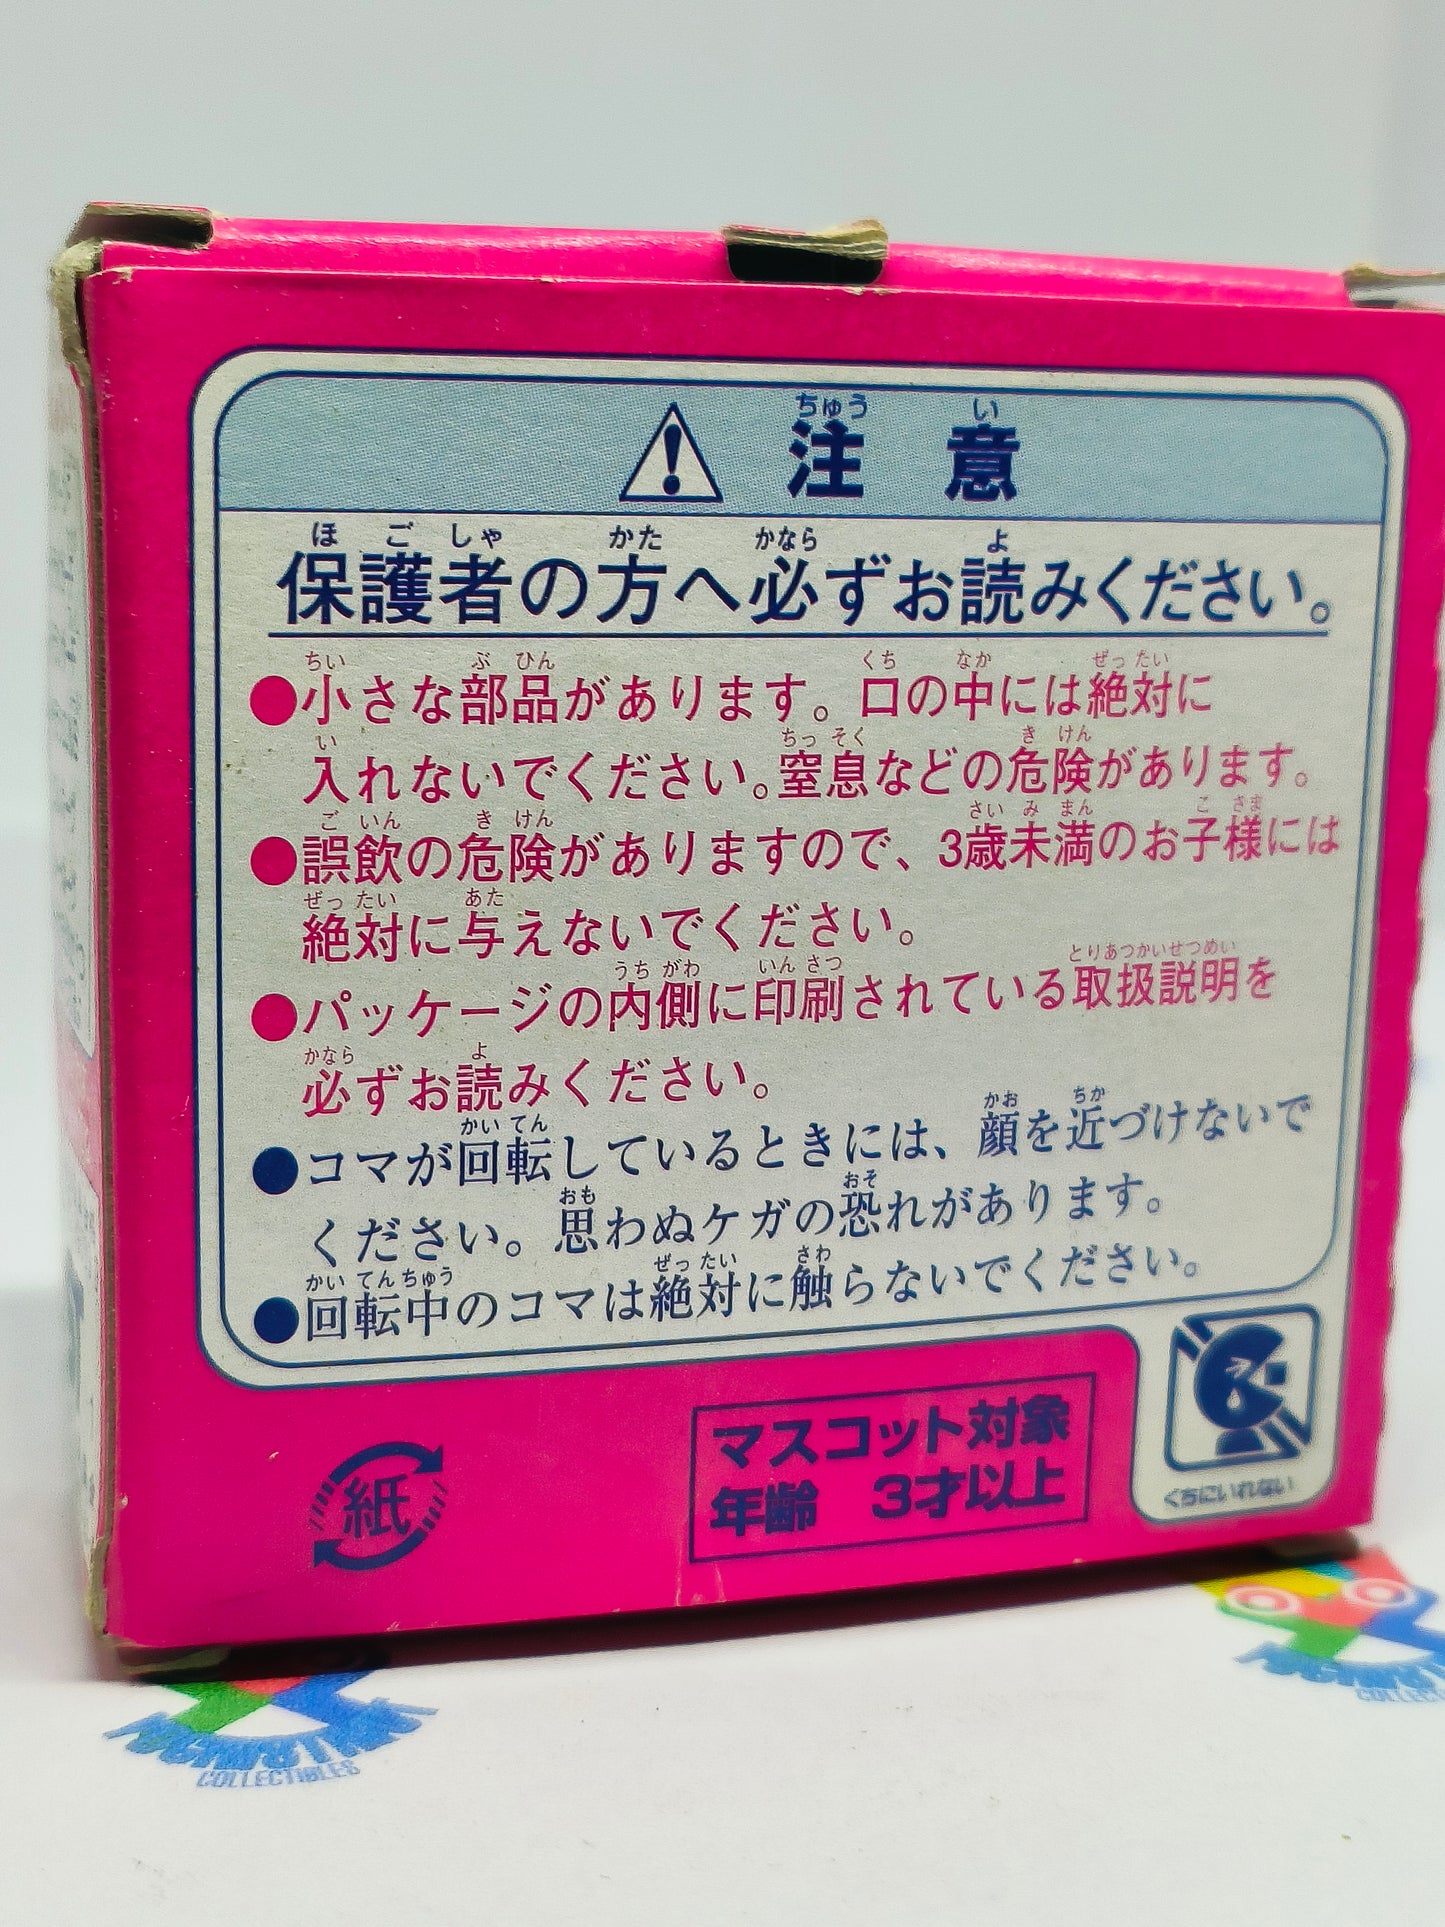 注意
保護者の方へ必ずお読みください。
●小さな部品があります。口の中には絶対に
入れないでください。窒息などの危険があります。
●誤飲の危険がありますので、3歳未満のお子様には
絶対に与えないでください。
●パッケージの内側に印刷されている取扱説明を
必ずお読みください。
●コマが回転しているときには、顔を近づけないで
ください。思わぬケガの恐れがあります。
●回転中のコマは絶対に触らないでください。
マスコット対象
年齢 3才以上
くちにいれない
紙
COLLECTIBLES